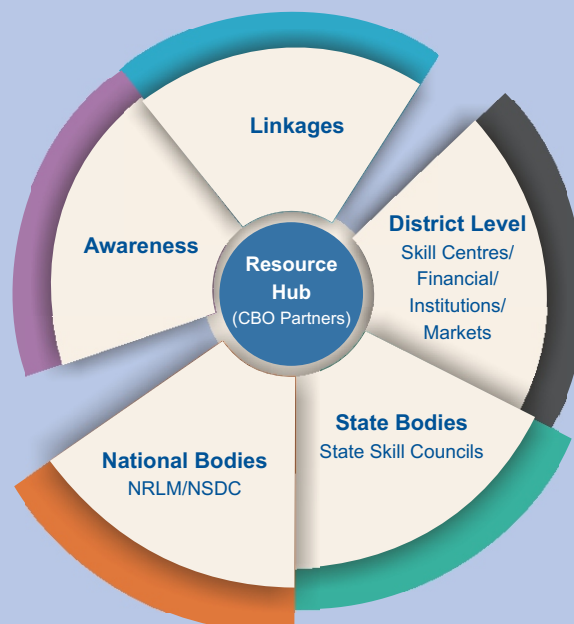 Linkages
District Level
Skill Centres/
Financial/
Institutions/
Markets
Awareness
Resource
Hub
(CBO Partners)
State Bodies
State Skill Councils
National Bodies
NRLM/NSDC